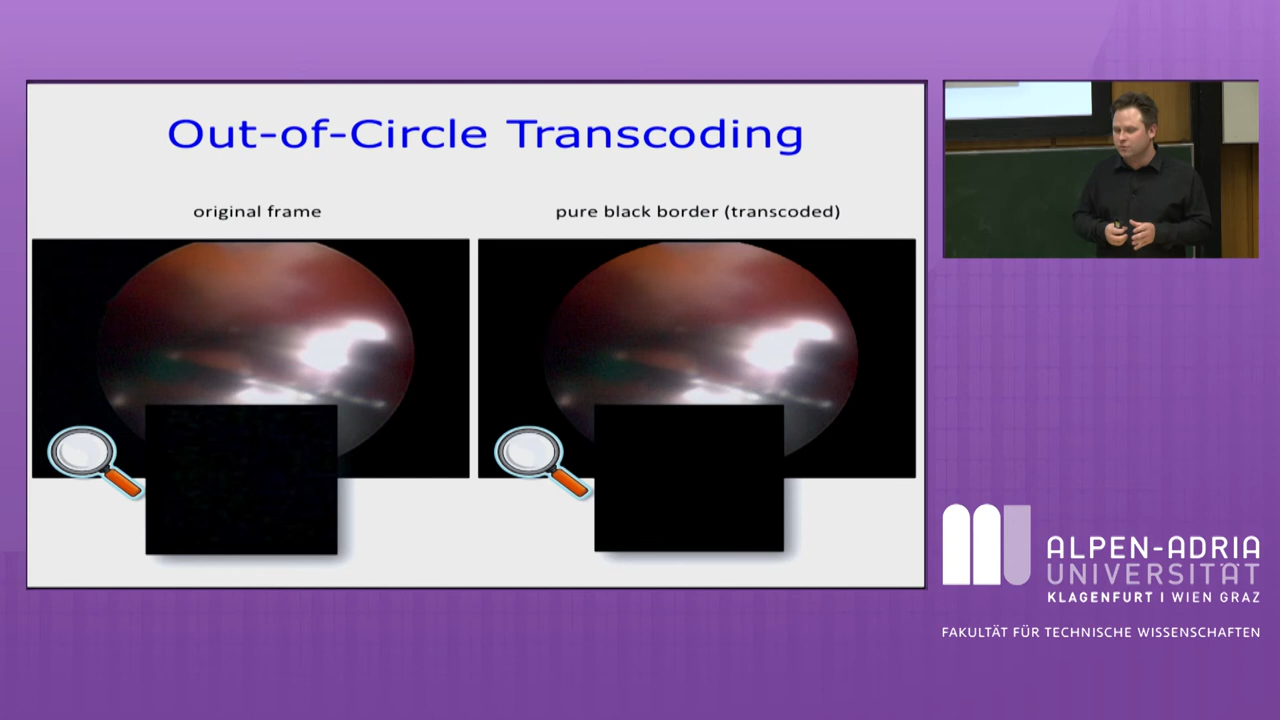 Out-of-Circle Transcoding
original frame
pure black border (transcoded)
ALPEN-ADRIA
UNIVERSITÄT
KLAGENFURT I WIEN GRAZ
FAKULTÄT FÜR TECHNISCHE WISSENSCHAFTEN